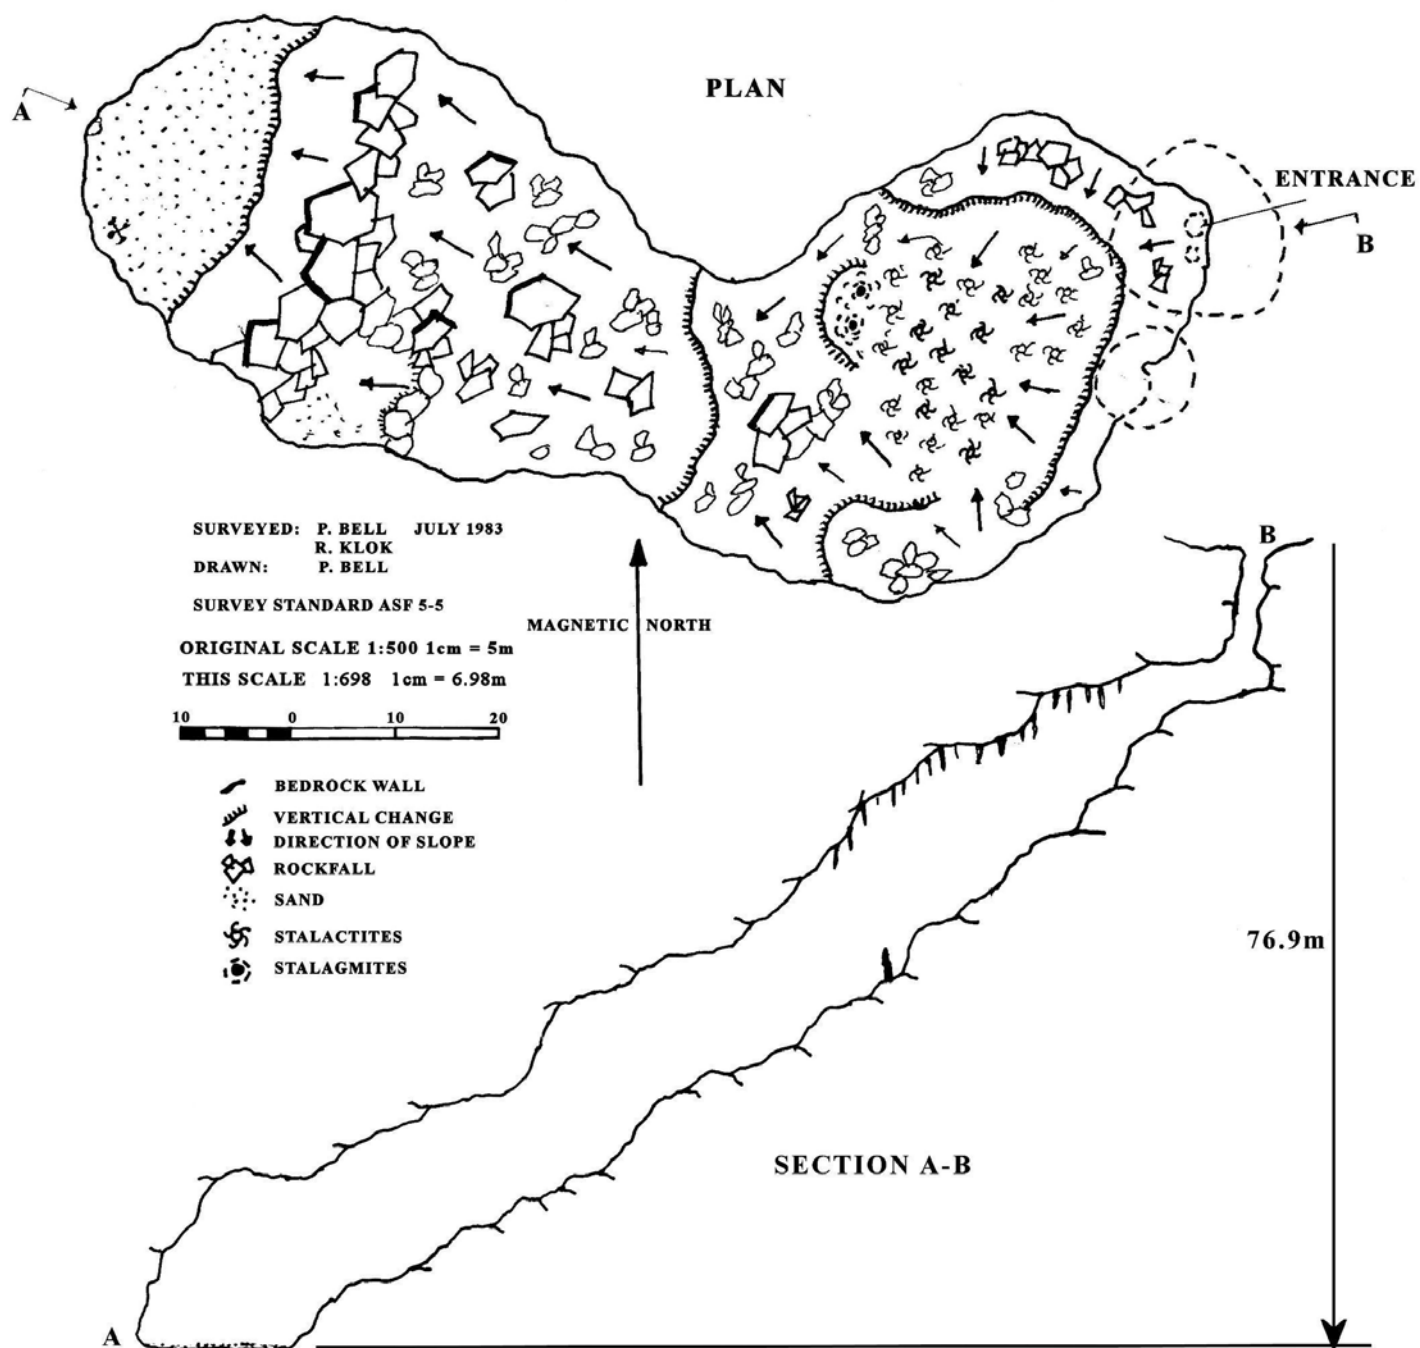 PLAN
A
ENTRANCE
B
SURVEYED: P. BELL JULY 1983
R. KLOK
DRAWN: P. BELL
SURVEY STANDARD ASF 5-5
MAGNETIC NORTH
ORIGINAL SCALE 1:500 1cm = 5m
THIS SCALE 1:698 1cm = 6.98m
10 0 10 20
BEDROCK WALL
VERTICAL CHANGE
DIRECTION OF SLOPE
ROCKFALL
SAND
STALACTITES
STALAGMITES
B
76.9m
SECTION A-B
A